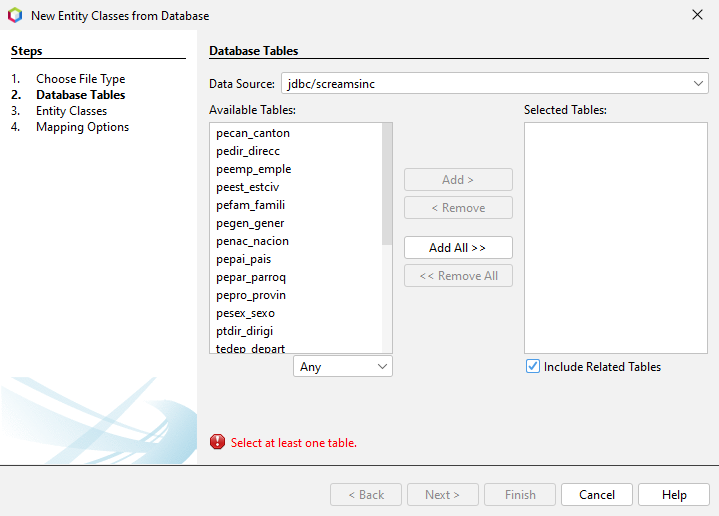 New Entity Classes from Database
Steps
1. Choose File Type
2. Database Tables
3. Entity Classes
4. Mapping Options
Database Tables
Data Source: jdbc/screamsinc
Available Tables:
pecan_canton
pedir_direcc
peemp_emple
peest_estciv
pefam_famili
pegen_gener
penac_nacion
pepai_pais
pepar_parroq
pepro_provin
pesex_sexo
ptdir_dirigi
tedep_depart
Any
Add >
< Remove
Add All >>
<< Remove All
Selected Tables:
Include Related Tables
Select at least one table.
< Back
Next >
Finish
Cancel
Help